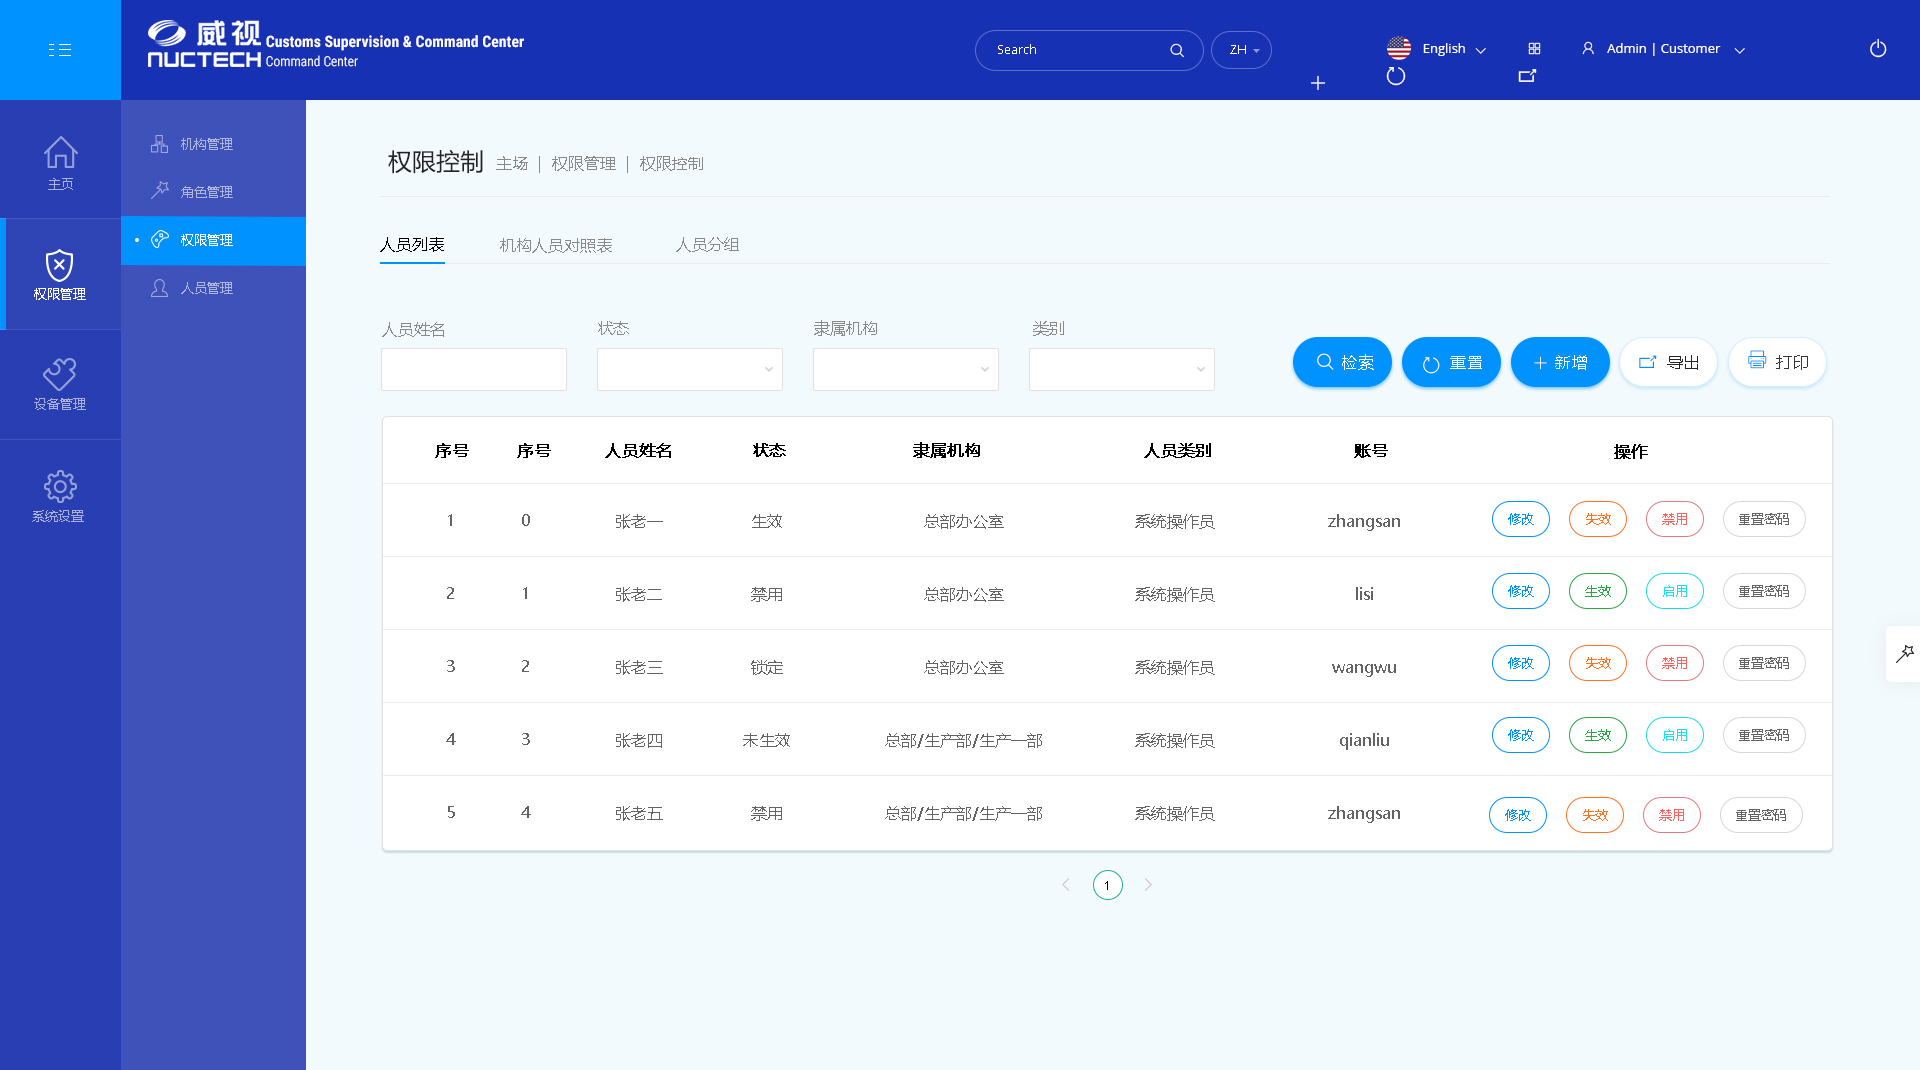 威视
NUCTECH
Customs Supervision & Command Center
Command Center
Search
ZH
English
Admin | Customer
主页
权限管理
设备管理
系统设置
机构管理
角色管理
权限管理
人员管理
权限控制 主场 | 权限管理 | 权限控制
人员列表 机构人员对照表 人员分组
人员姓名 状态 隶属机构 类别
检索 重置 新增 导出 打印
序号 序号 人员姓名 状态 隶属机构 人员类别 账号 操作
1 0 张老一 生效 总部办公室 系统操作员 zhangsan 修改 失效 禁用 重置密码
2 1 张老二 禁用 总部办公室 系统操作员 lisi 修改 生效 启用 重置密码
3 2 张老三 锁定 总部办公室 系统操作员 wangwu 修改 失效 禁用 重置密码
4 3 张老四 未生效 总部/生产部/生产一部 系统操作员 qianliu 修改 生效 启用 重置密码
5 4 张老五 禁用 总部/生产部/生产一部 系统操作员 zhangsan 修改 失效 禁用 重置密码
1